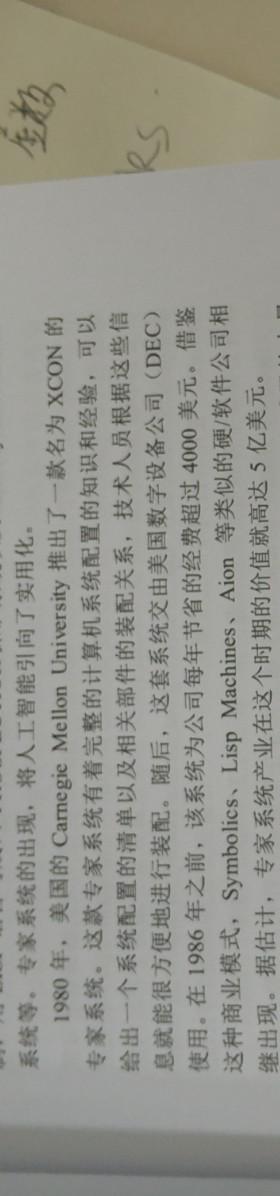 系统等。专家系统的出现，将人工智能引向了实用化。
1980 年，美国的 Carnegie Mellon University 推出了一款名为 XCON 的
专家系统。这款专家系统有着完整的计算机系统配置的知识和经验，可以
给出一个系统配置的清单以及相关部件的装配关系，技术人员根据这些信
息就能很方便地进行装配。随后，这套系统交由美国数字设备公司（DEC）
使用。在 1986 年之前，该系统为公司每年节省的经费超过 4000 美元。借鉴
这种商业模式，Symbolics、Lisp Machines、Aion 等类似的硬/软件公司相
继出现。据估计，专家系统产业在这个时期的价值就高达 5 亿美元。